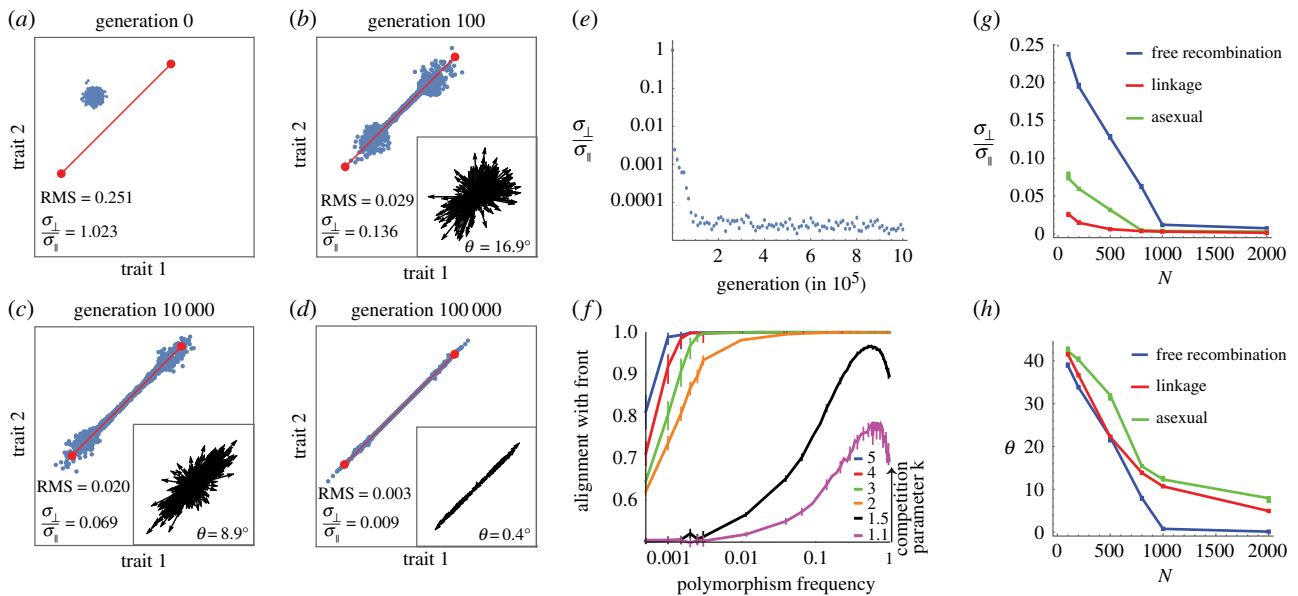 (a) generation 0
trait 2
RMS = 0.251
σ⊥/σ∥ = 1.023
trait 1
(b) generation 100
trait 2
RMS = 0.029
σ⊥/σ∥ = 0.136
θ = 16.9°
trait 1
(c) generation 10 000
trait 2
RMS = 0.020
σ⊥/σ∥ = 0.069
θ = 8.9°
trait 1
(d) generation 100 000
trait 2
RMS = 0.003
σ⊥/σ∥ = 0.009
θ = 0.4°
trait 1
(e)
1
0.1
0.01
0.001
0.0001
σ⊥/σ∥
2 4 6 8 10
generation (in 10⁵)
(f)
1.0
0.9
0.8
0.7
0.6
alignment with front
5
4
3
2
1.5
1.1
competition
parameter k
0.001 0.01 0.1 1
polymorphism frequency
(g)
0.25
0.20
0.15
0.10
0.05
0
σ⊥/σ∥
free recombination
linkage
asexual
0 500 1000 1500 2000
N
(h)
40
30
20
10
0
θ
free recombination
linkage
asexual
0 500 1000 1500 2000
N